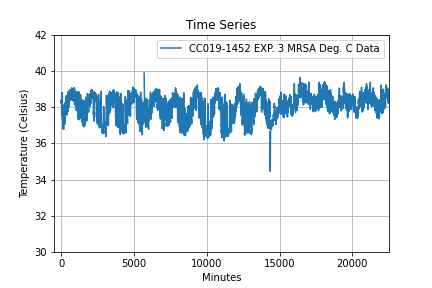 Time Series
CC019-1452 EXP. 3 MRSA Deg. C Data
Temperature (Celsius)
42
40
38
36
34
32
30
0 5000 10000 15000 20000
Minutes